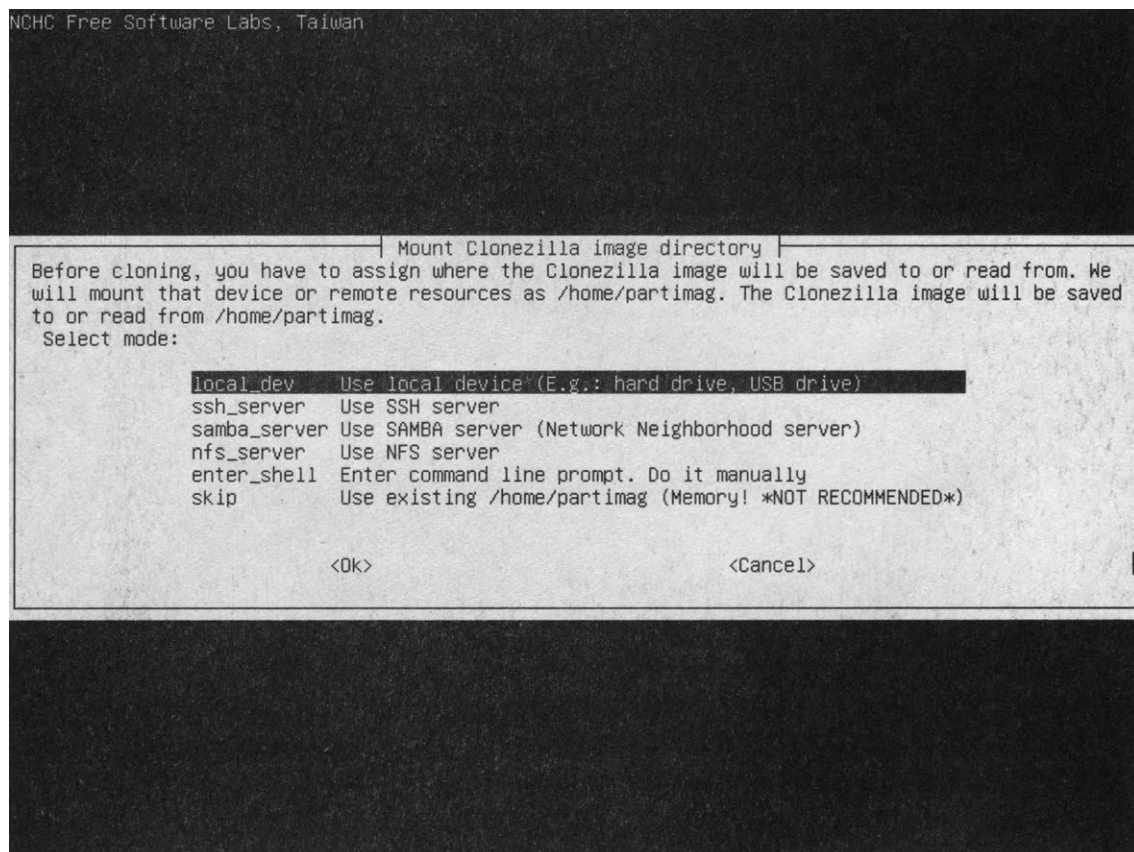 NCHC Free Software Labs, Taiwan
Mount Clonezilla image directory
Before cloning, you have to assign where the Clonezilla image will be saved to or read from. We
will mount that device or remote resources as /home/partimag. The Clonezilla image will be saved
to or read from /home/partimag.
Select mode:
local_dev Use local device (E.g.: hard drive, USB drive)
ssh_server Use SSH server
samba_server Use SAMBA server (Network Neighborhood server)
nfs_server Use NFS server
enter_shell Enter command line prompt. Do it manually
skip Use existing /home/partimag (Memory! *NOT RECOMMENDED*)
<Ok> <Cancel>